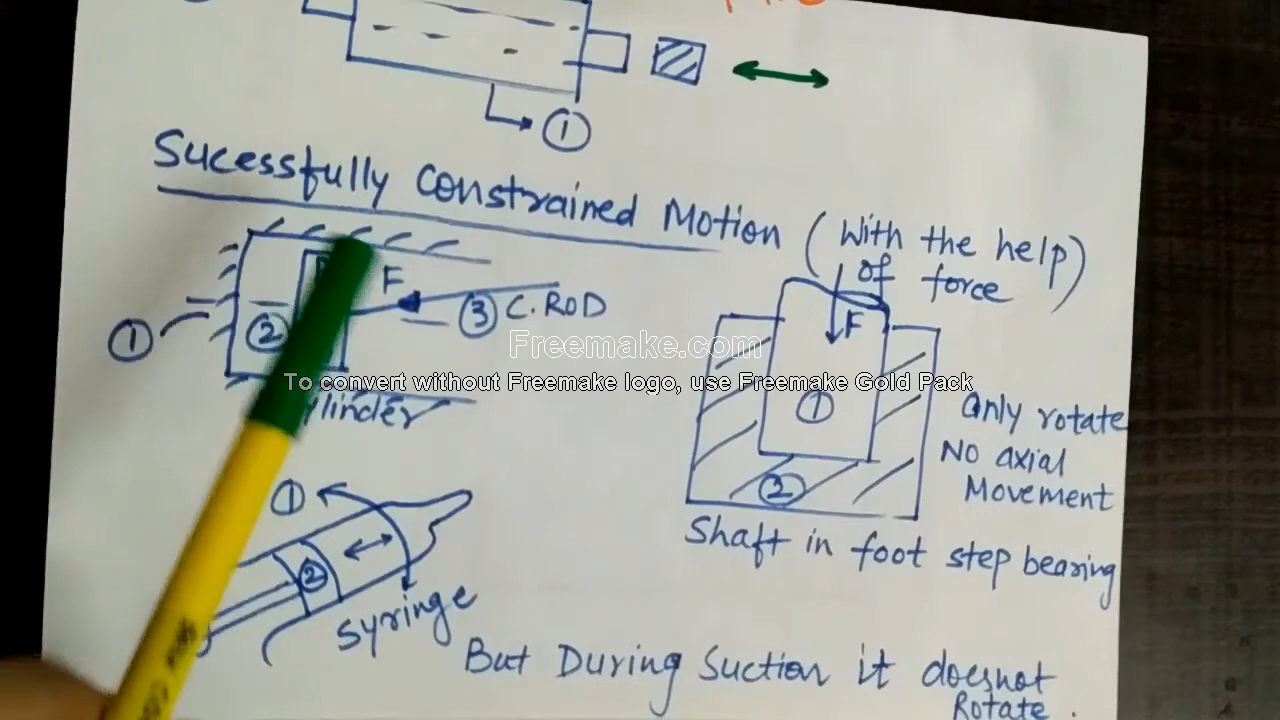 ①
Sucessfully Constrained Motion (With the help
of force)
F
③ C.ROD
①
②
ylinder
F
①
②
Only rotate
No axial
Movement
Shaft in foot step bearing
①
②
Syringe
But During Suction it doesnot
Rotate.
Freemake.com
To convert without Freemake logo, use Freemake Gold Pack